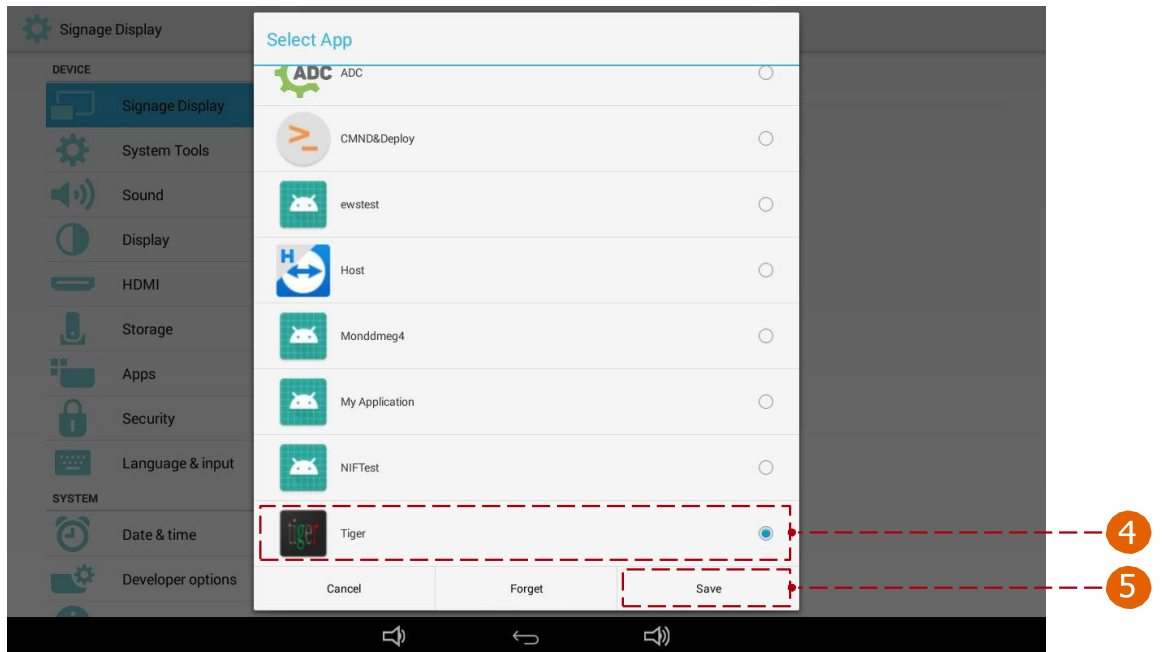 Signage Display
DEVICE
Signage Display
System Tools
Sound
Display
HDMI
Storage
Apps
Security
Language & input
SYSTEM
Date & time
Developer options
Select App
ADC ADC
>_ CMND&Deploy
ewstest
H Host
Monddmeg4
My Application
NIFTest
tiger Tiger
4
Cancel Forget Save
5